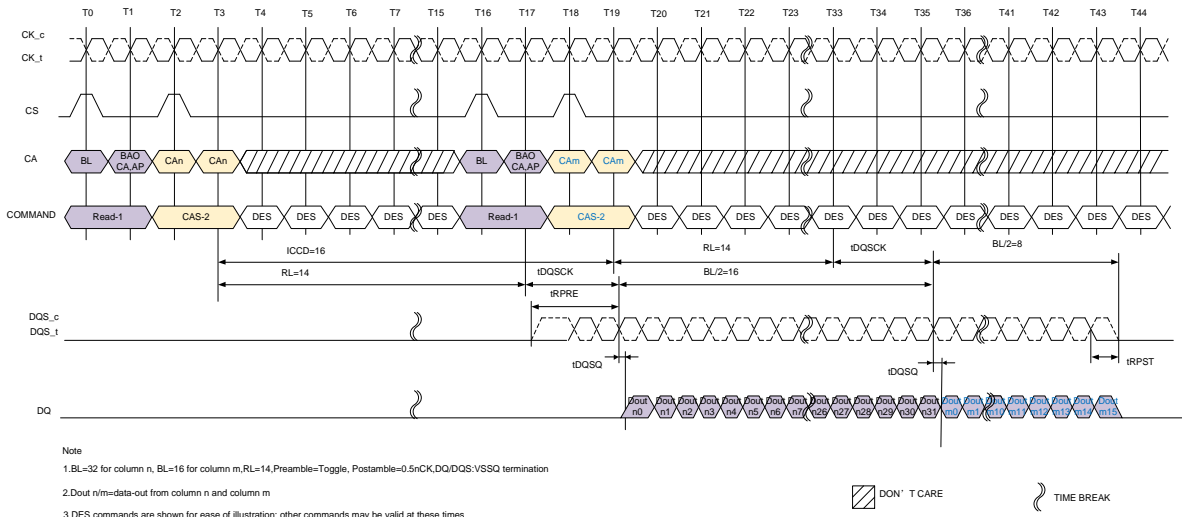 T0 T1 T2 T3 T4 T5 T6 T7 T15 T16 T17 T18 T19 T20 T21 T22 T23 T33 T34 T35 T36 T41 T42 T43 T44
CK_c
CK_t
CS
CA BL BAO CA,AP CAn CAn BL BAO CA,AP CAm CAm
COMMAND Read-1 CAS-2 DES DES DES DES DES Read-1 CAS-2 DES DES DES DES DES DES DES DES DES DES DES DES
ICCD=16 RL=14 tDQSCK BL/2=8
RL=14 tDQSCK BL/2=16
tRPRE
DQS_c
DQS_t
tDQSQ tDQSQ tRPST
DQ Dout n0 Dout n1 Dout n2 Dout n3 Dout n4 Dout n5 Dout n6 Dout n7 Dout n26 Dout n27 Dout n28 Dout n29 Dout n30 Dout n31 Dout m0 Dout m1 Dout m10 Dout m11 Dout m12 Dout m13 Dout m14 Dout m15
Note
1.BL=32 for column n, BL=16 for column m,RL=14,Preamble=Toggle, Postamble=0.5nCK,DQ/DQS:VSSQ termination
2.Dout n/m=data-out from column n and column m
3.DES commands are shown for ease of illustration; other commands may be valid at these times
DON'T CARE TIME BREAK